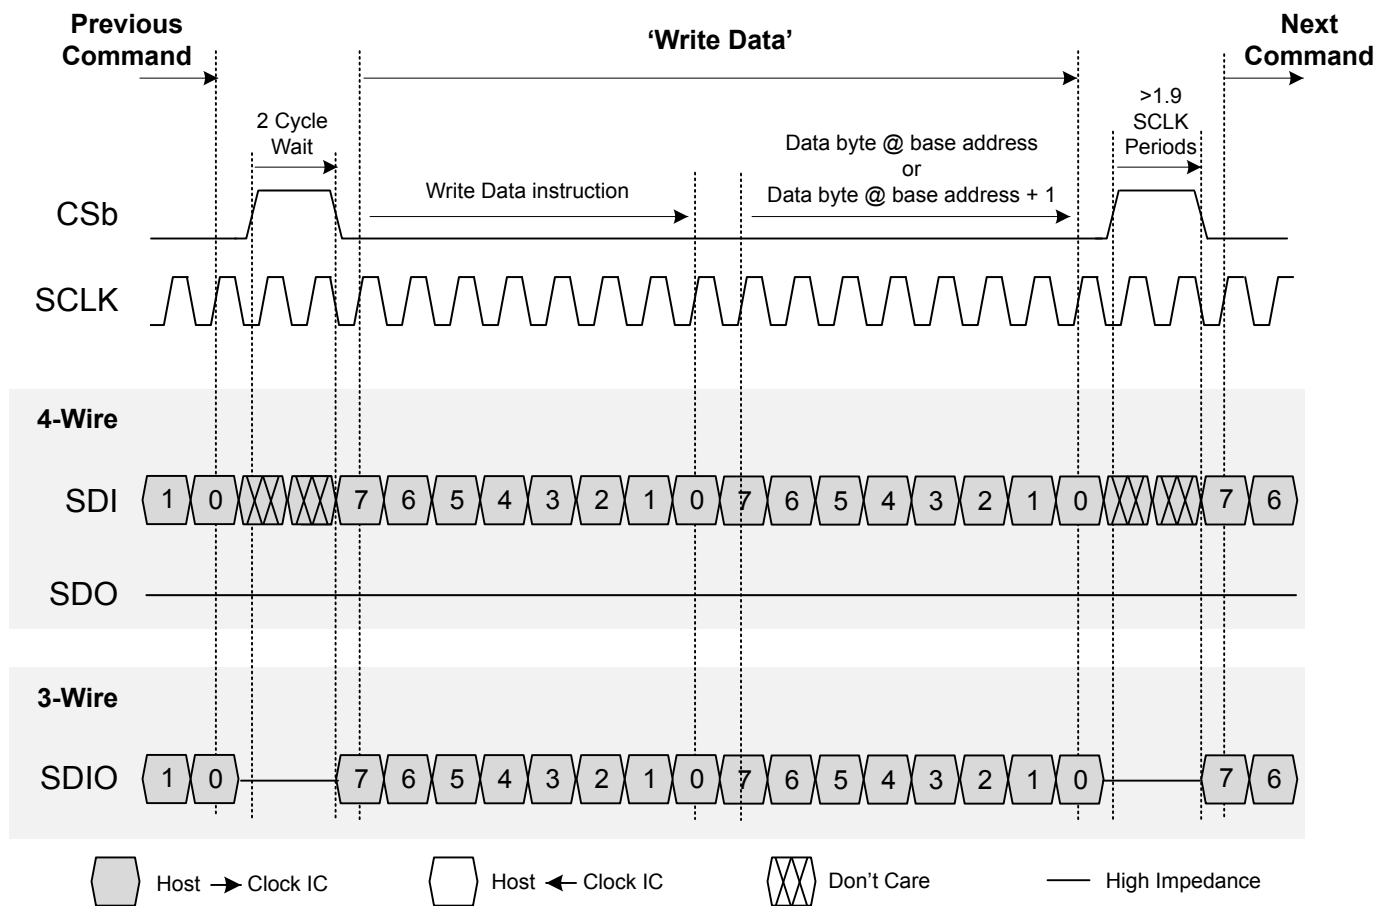 Previous
Command
'Write Data'
Next
Command
2 Cycle
Wait
>1.9
SCLK
Periods
Write Data instruction
Data byte @ base address
or
Data byte @ base address + 1
CSb
SCLK
4-Wire
SDI 1 0 7 6 5 4 3 2 1 0 7 6 5 4 3 2 1 0 7 6
SDO
3-Wire
SDIO 1 0 7 6 5 4 3 2 1 0 7 6 5 4 3 2 1 0 7 6
Host Clock IC
Host Clock IC
Don't Care
High Impedance